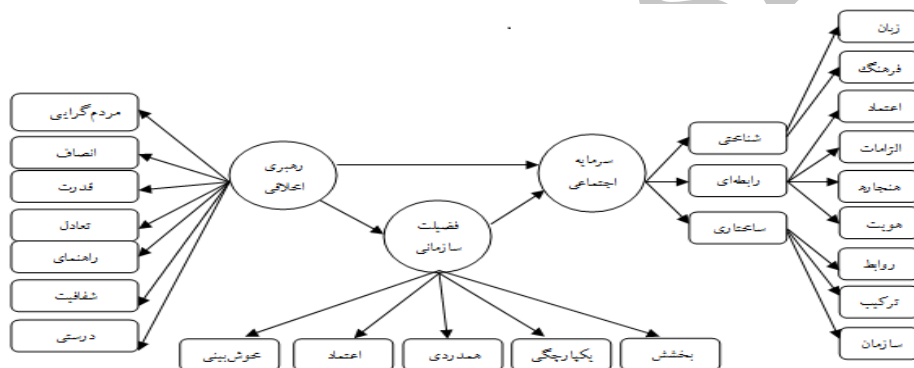 زبان
فرهنگ
اعتماد
الزامات
هنجارها
هویت
روابط
ترکیب
سازمان
شناختی
رابطه‌ای
ساختاری
سرمایه
اجتماعی
فضیلت
سازمانی
رهبری
اخلاقی
مردم‌گرایی
انصاف
قدرت
تعادل
راهنمای
شفافیت
درستی
بخشش
یکپارچگی
همدردی
اعتماد
خوش‌بینی